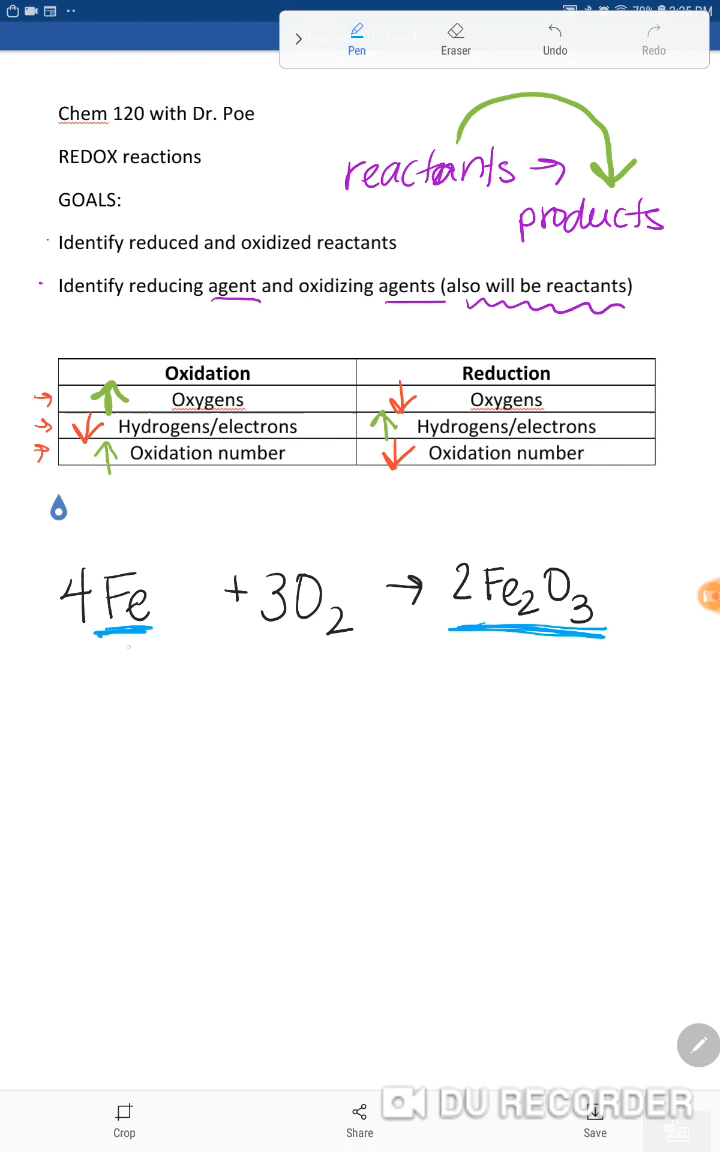 Pen
Eraser
Undo
Redo
Chem 120 with Dr. Poe
REDOX reactions
GOALS:
reactants →
products
Identify reduced and oxidized reactants
Identify reducing agent and oxidizing agents (also will be reactants)
Oxidation Reduction
↑ Oxygens ↓ Oxygens
↓ Hydrogens/electrons ↑ Hydrogens/electrons
↑ Oxidation number ↓ Oxidation number
4Fe + 3O₂ → 2Fe₂O₃
DU RECORDER
Crop
Share
Save